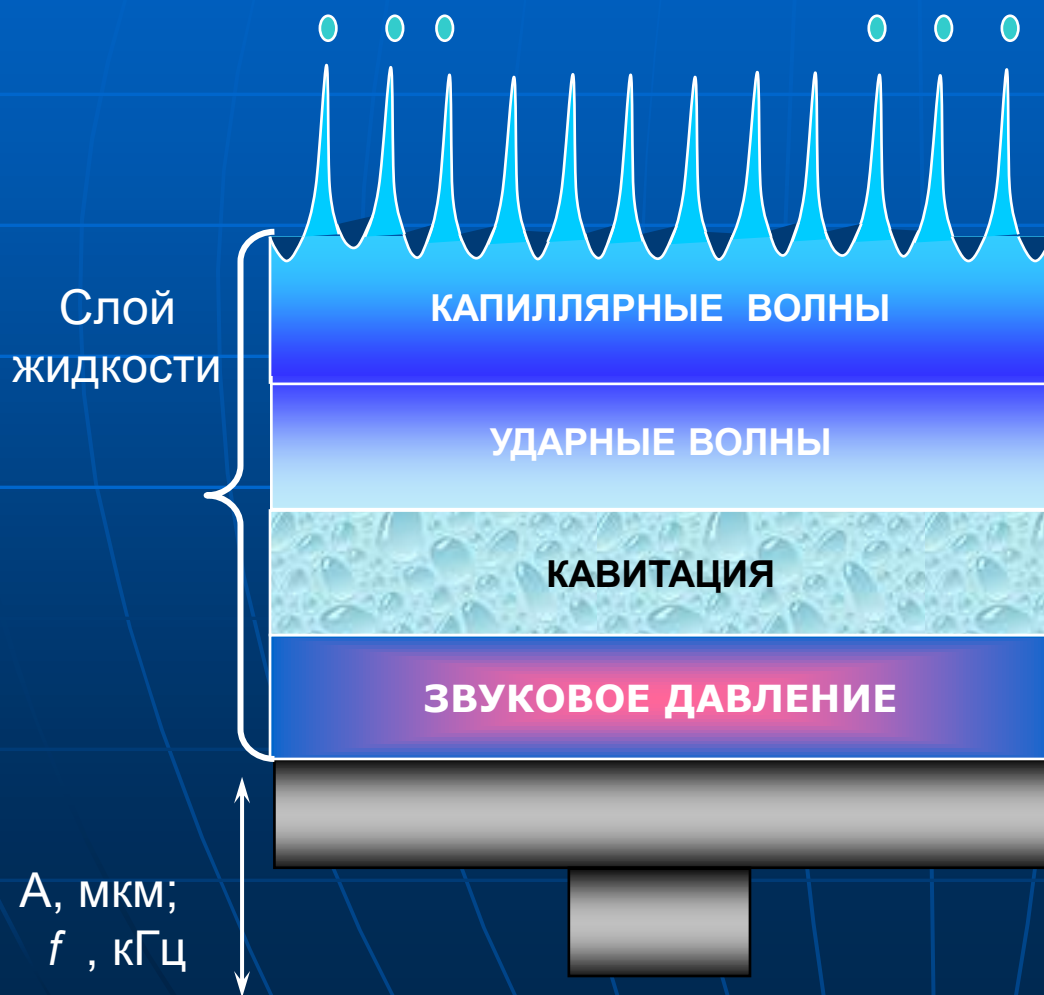 Слой
жидкости
КАПИЛЛЯРНЫЕ ВОЛНЫ
УДАРНЫЕ ВОЛНЫ
КАВИТАЦИЯ
ЗВУКОВОЕ ДАВЛЕНИЕ
А, мкм;
f , кГц